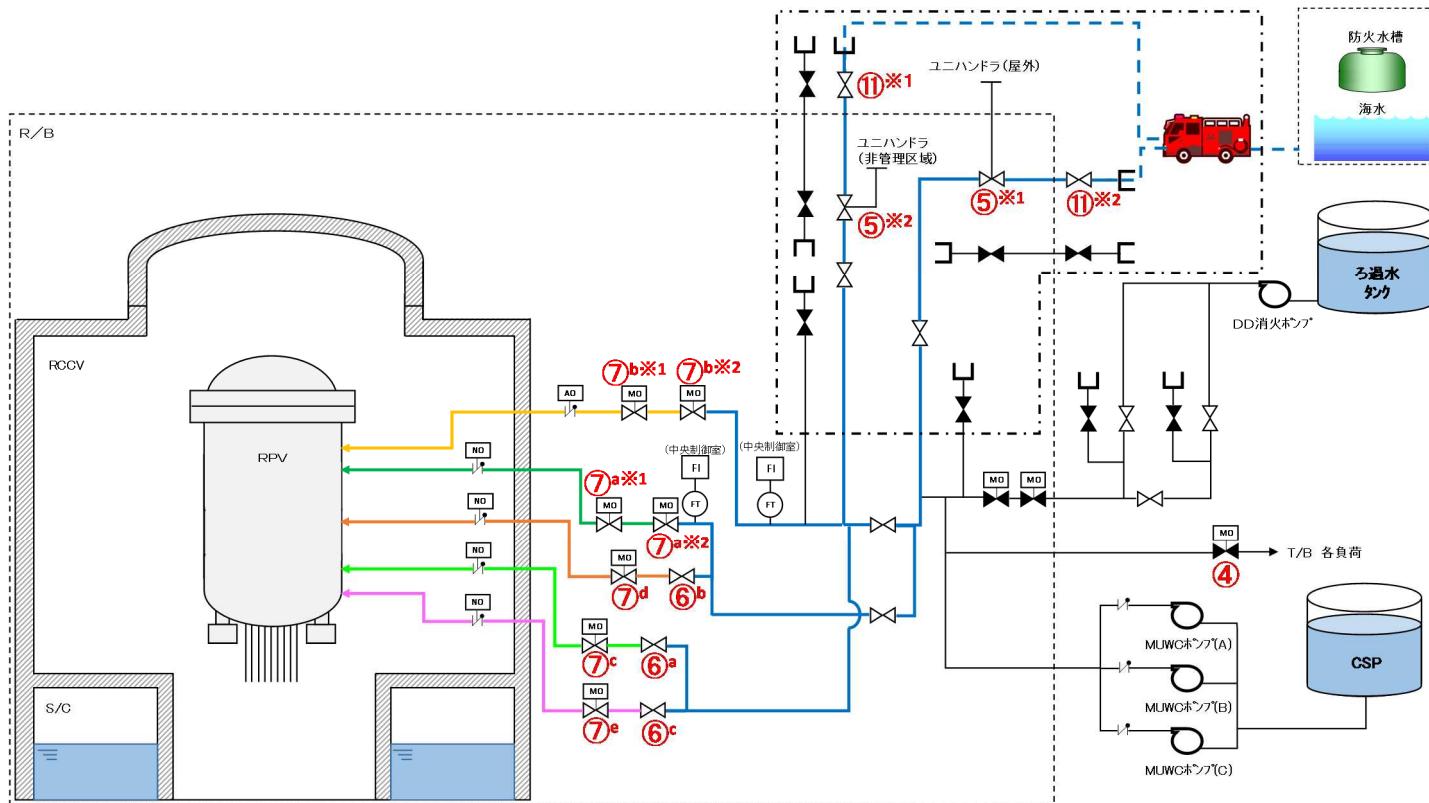 防火水槽
海水
ユニハンドラ(屋外)
⑪※1
R/B
ユニハンドラ
(非管理区域)
⑤※1
⑪※2
⑤※2
ろ過水
タンク
DD消火ポンプ
RCCV
⑦b※1
⑦b※2
AO
MO
MO
(中央制御室)
(中央制御室)
RPV
NO
FI
FI
⑦a※1
FT
FT
MO
MO
MO
MO
NO
⑦a※2
MO
T/B 各負荷
④
MO
⑦d
⑥b
NO
MUWCポンプ(A)
MO
⑦c
⑥a
CSP
NO
MUWCポンプ(B)
S/C
MO
⑦e
⑥c
MUWCポンプ(C)